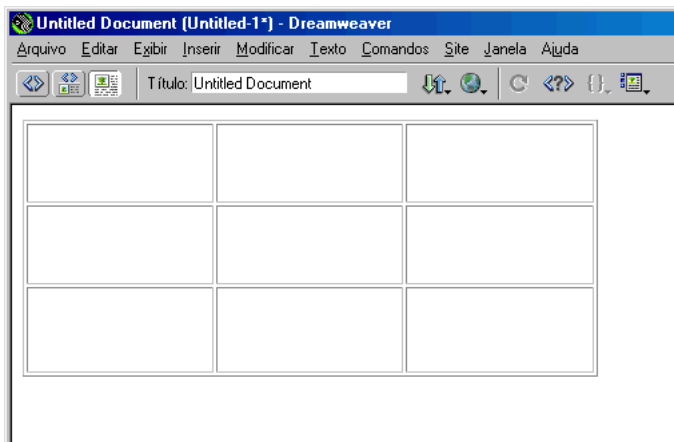 Untitled Document (Untitled-1*) - Dreamweaver
Arquivo Editar Exibir Inserir Modificar Texto Comandos Site Janela Ajuda
Título: Untitled Document